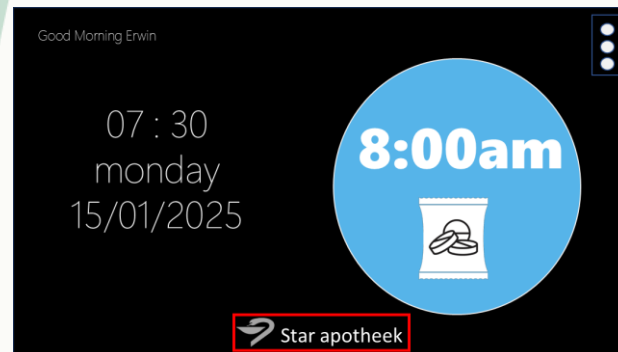 Good Morning Erwin
07 : 30
monday
15/01/2025
8:00am
Star apotheek